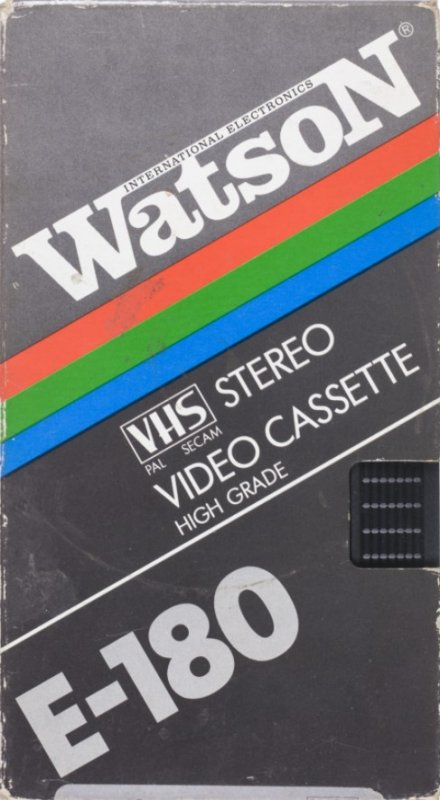 INTERNATIONAL ELECTRONICS
WatsoN®
VHS STEREO
PAL SECAM
VIDEO CASSETTE
HIGH GRADE
E-180